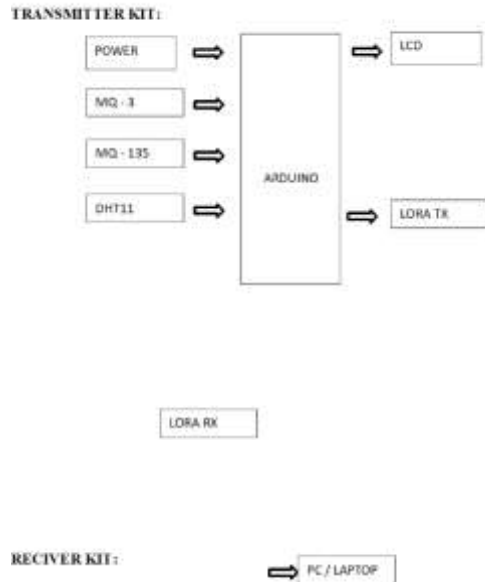 TRANSMITTER KIT:
POWER
LCD
MQ - 3
MQ - 135
ARDUINO
DHT11
LORA TX
LORA RX
RECIVER KIT:
PC / LAPTOP